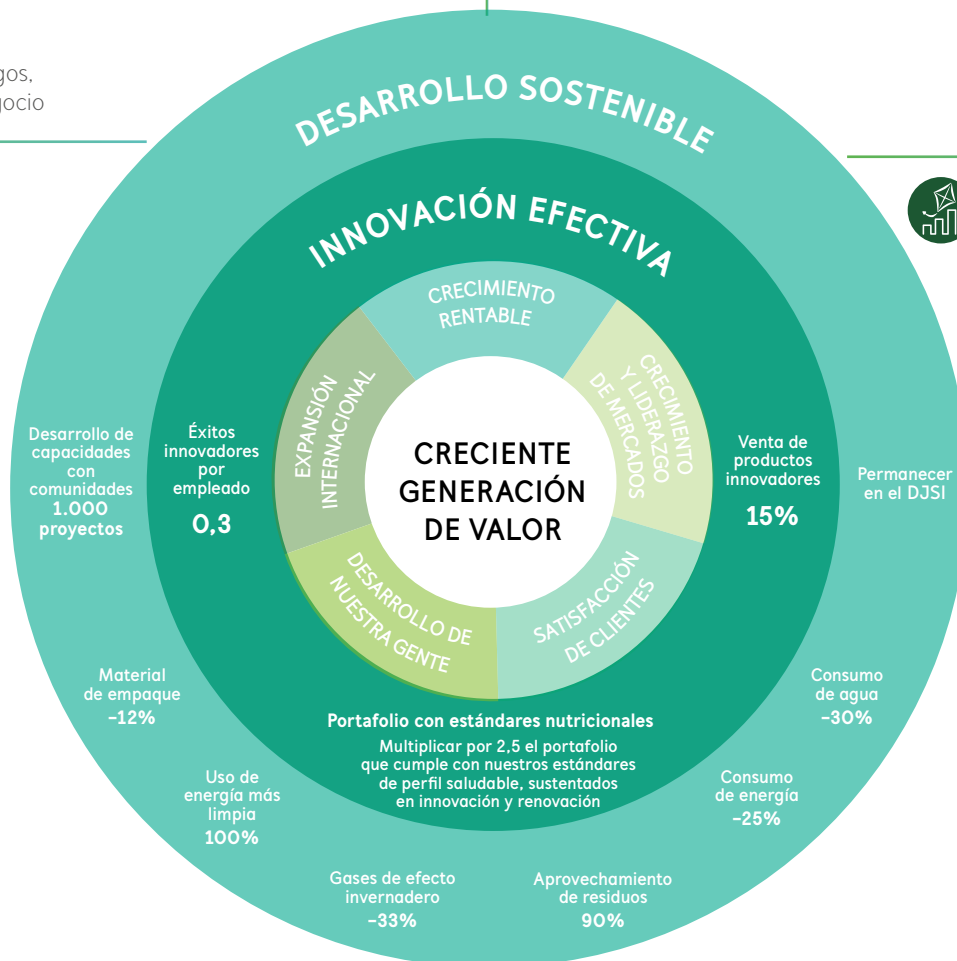 DESARROLLO SOSTENIBLE
INNOVACIÓN EFECTIVA
CRECIMIENTO
RENTABLE
EXPANSIÓN
INTERNACIONAL
CRECIMIENTO
Y LIDERAZGO
DE MERCADOS
CRECIENTE
GENERACIÓN
DE VALOR
DESARROLLO DE
NUESTRA GENTE
SATISFACCIÓN
DE CLIENTES
Desarrollo de
capacidades
con
comunidades
1.000
proyectos
Éxitos
innovadores
por
empleado
0,3
Venta de
productos
innovadores
15%
Permanecer
en el DJSI
Material
de empaque
-12%
Consumo
de agua
-30%
Portafolio con estándares nutricionales
Multiplicar por 2,5 el portafolio
que cumple con nuestros estándares
de perfil saludable, sustentados
en innovación y renovación
Uso de
energía más
limpia
100%
Consumo
de energía
-25%
Gases de efecto
invernadero
-33%
Aprovechamiento
de residuos
90%